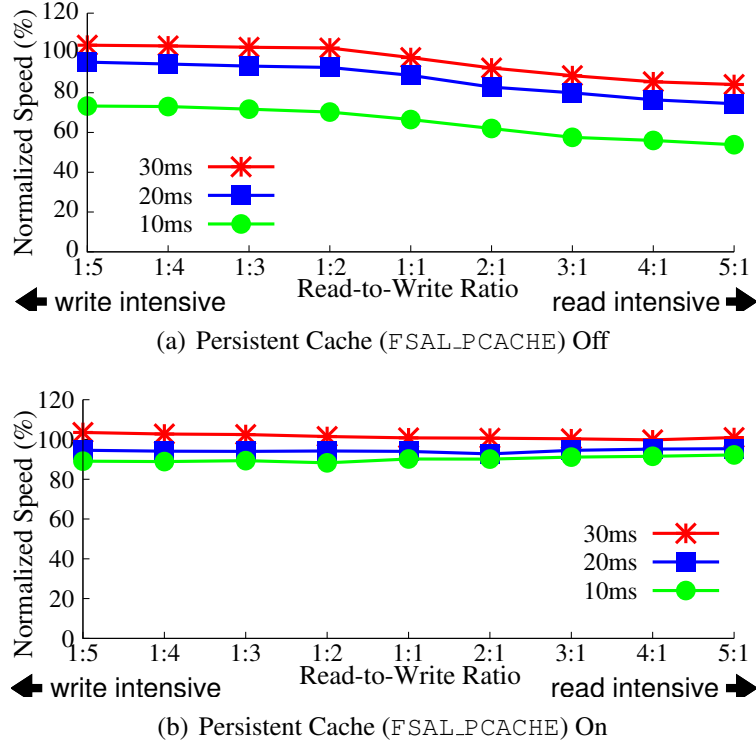 120
100
80
60
40
20
0
Normalized Speed (%)
30ms
20ms
10ms
1:5 1:4 1:3 1:2 1:1 2:1 3:1 4:1 5:1
write intensive Read-to-Write Ratio read intensive
(a) Persistent Cache (FSAL_PCACHE) Off
120
100
80
60
40
20
0
Normalized Speed (%)
30ms
20ms
10ms
1:5 1:4 1:3 1:2 1:1 2:1 3:1 4:1 5:1
write intensive Read-to-Write Ratio read intensive
(b) Persistent Cache (FSAL_PCACHE) On